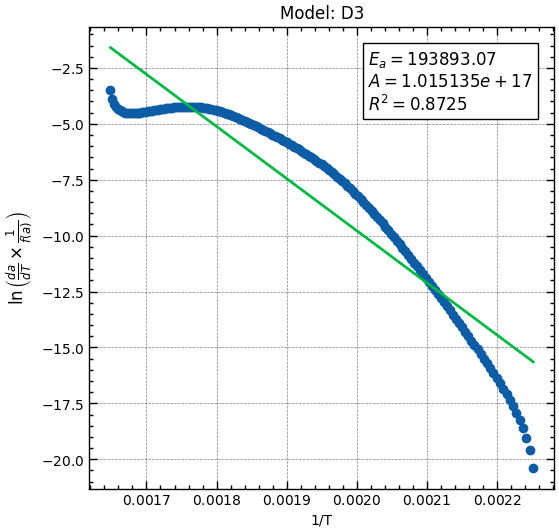 Model: D3
E_a = 193893.07
A = 1.015135e + 17
R² = 0.8725
ln(da/dT × 1/f(a))
−2.5
−5.0
−7.5
−10.0
−12.5
−15.0
−17.5
−20.0
0.0017 0.0018 0.0019 0.0020 0.0021 0.0022
1/T